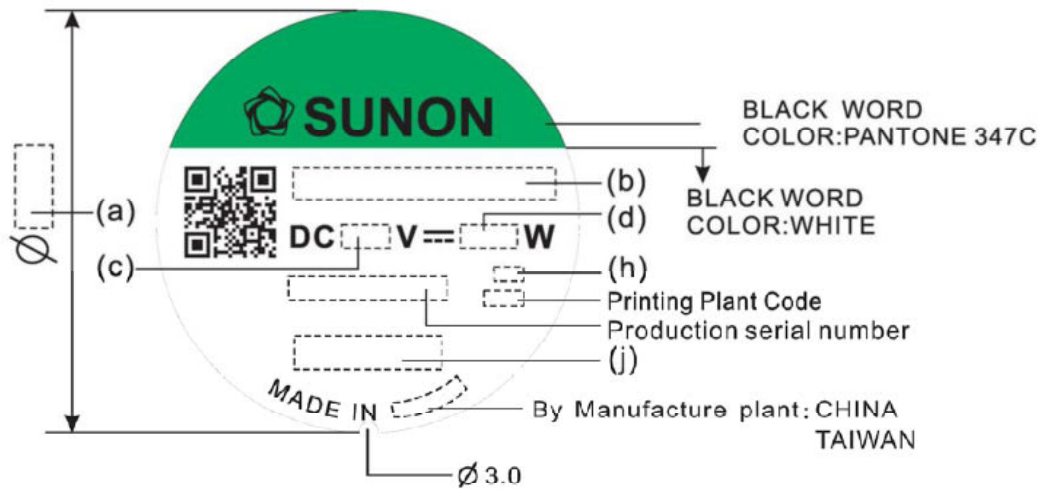 SUNON
BLACK WORD
COLOR:PANTONE 347C
(b)
BLACK WORD
COLOR:WHITE
(a)
(d)
DC V W
Ø
(c)
(h)
Printing Plant Code
Production serial number
(j)
MADE IN
By Manufacture plant: CHINA
TAIWAN
Ø 3.0